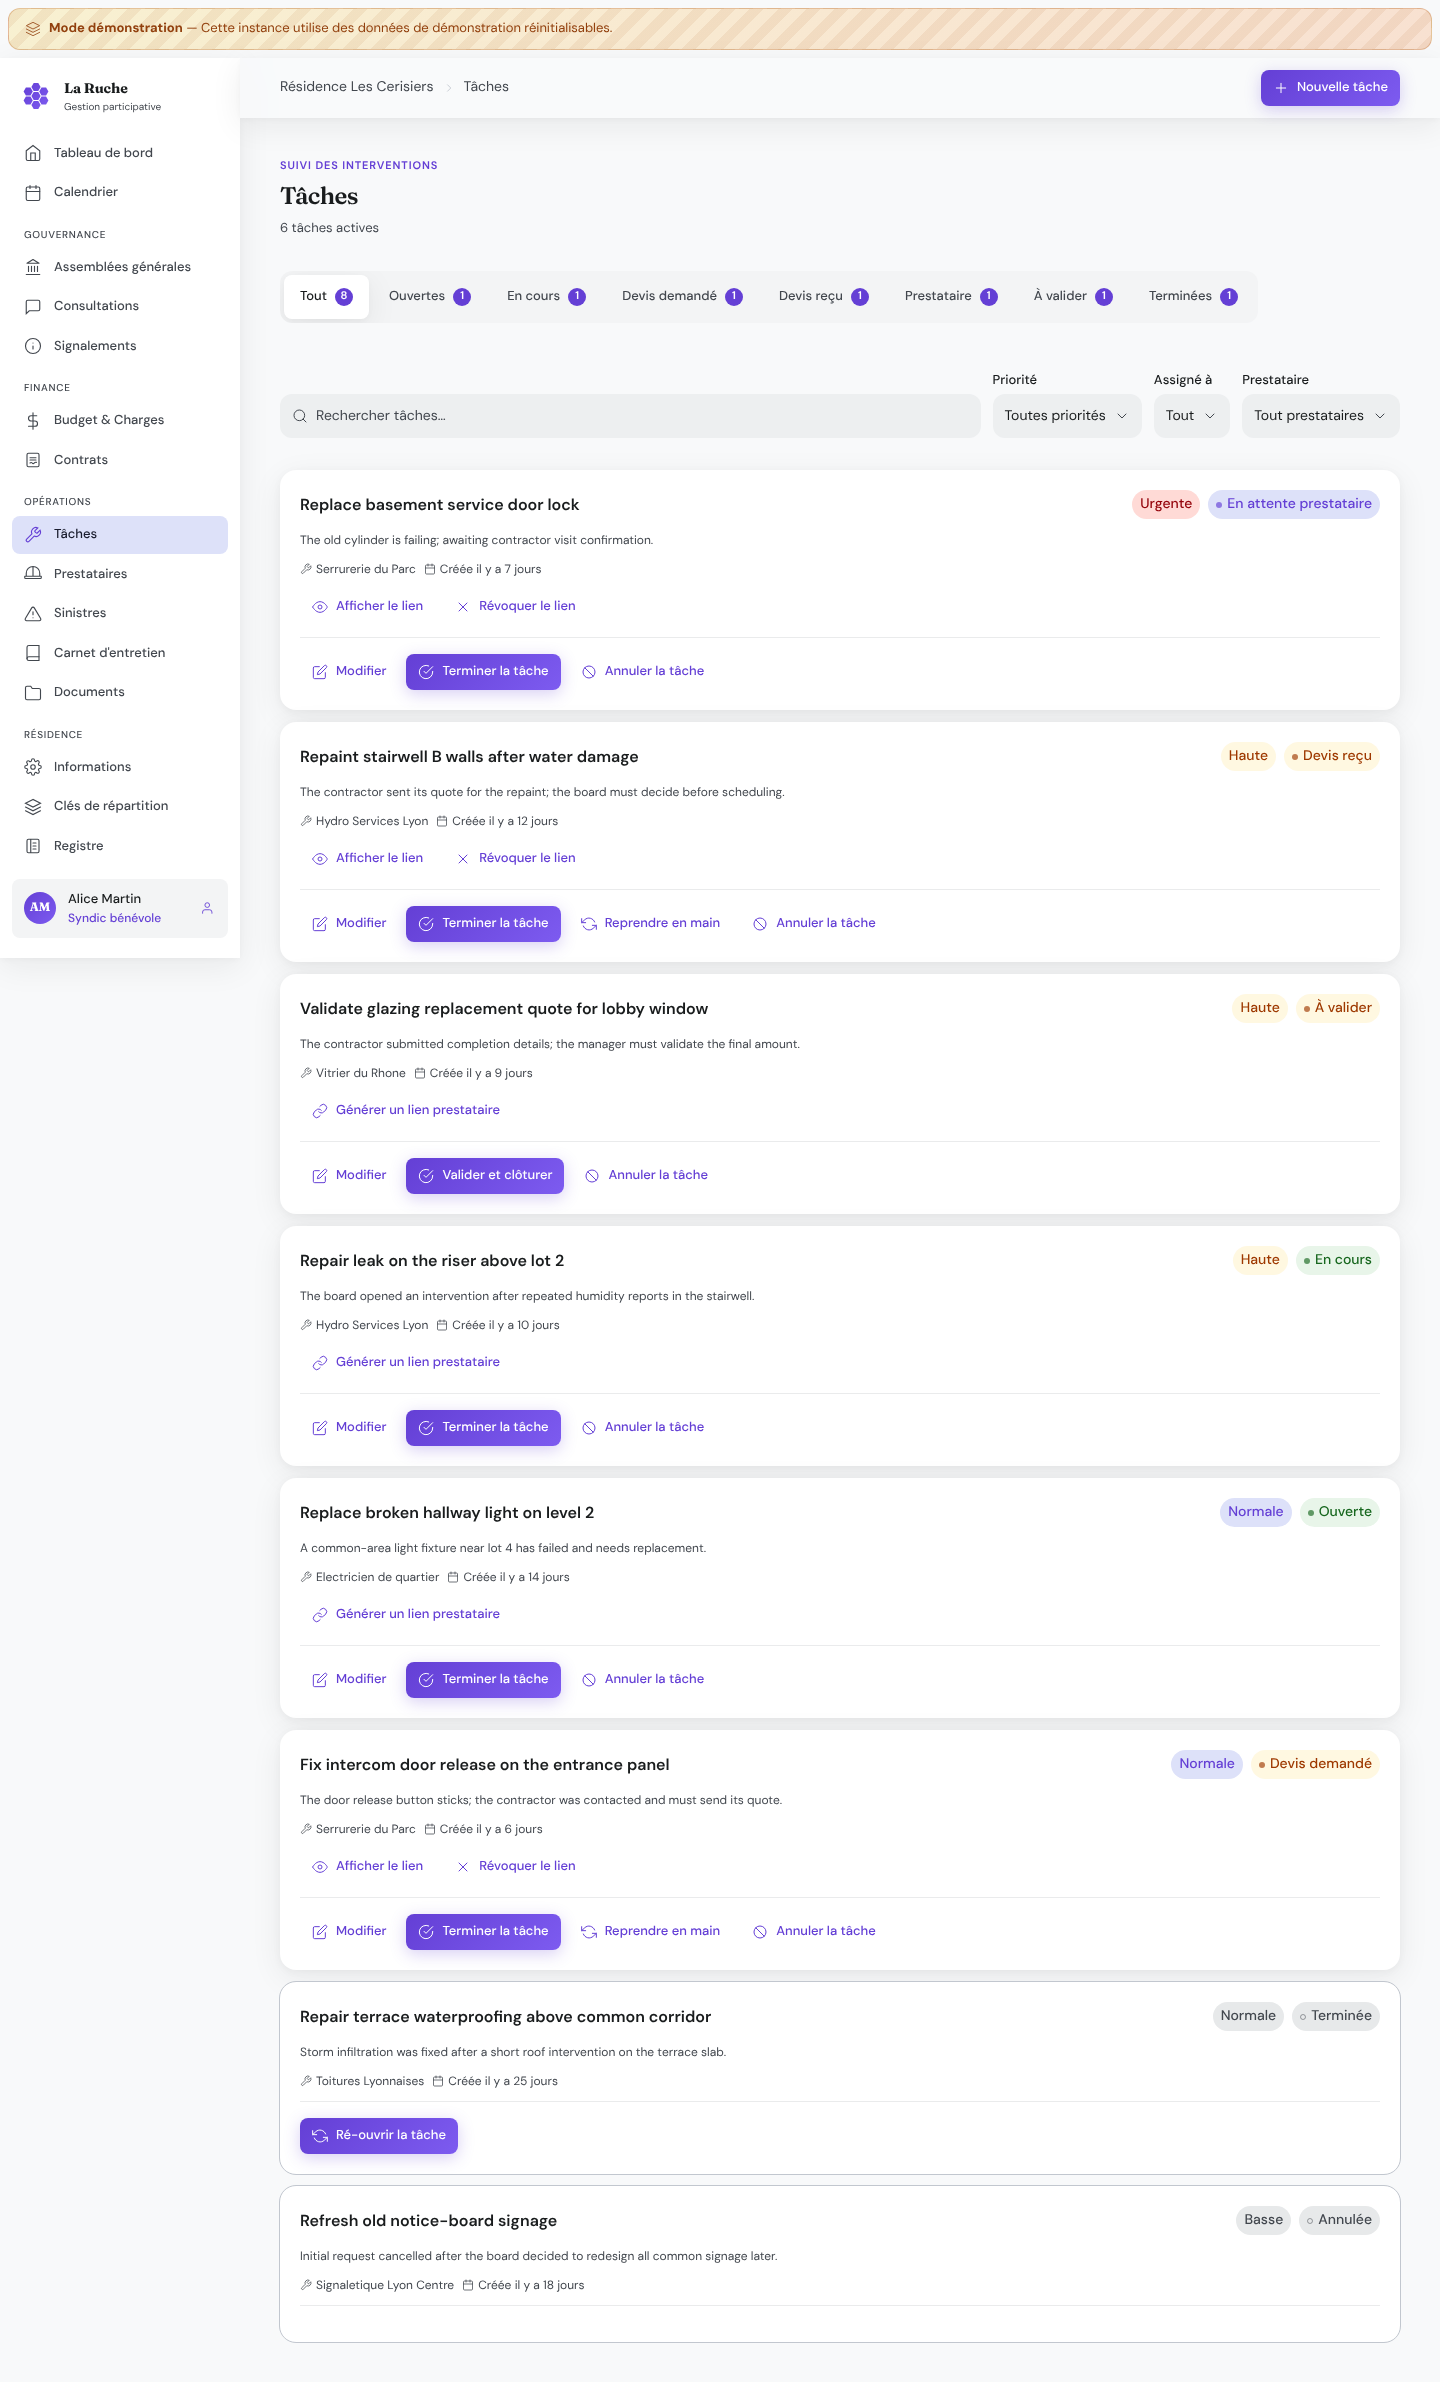 Mode démonstration — Cette instance utilise des données de démonstration réinitialisables.
La Ruche
Gestion participative
Tableau de bord
Calendrier
GOUVERNANCE
Assemblées générales
Consultations
Signalements
FINANCE
Budget & Charges
Contrats
OPÉRATIONS
Tâches
Prestataires
Sinistres
Carnet d'entretien
Documents
RÉSIDENCE
Informations
Clés de répartition
Registre
AM
Alice Martin
Syndic bénévole
Résidence Les Cerisiers > Tâches
Nouvelle tâche
SUIVI DES INTERVENTIONS
Tâches
6 tâches actives
Tout 8 Ouvertes 1 En cours 1 Devis demandé 1 Devis reçu 1 Prestataire 1 À valider 1 Terminées 1
Priorité Assigné à Prestataire
Rechercher tâches... Toutes priorités Tout Tout prestataires
Replace basement service door lock Urgente En attente prestataire
The old cylinder is failing; awaiting contractor visit confirmation.
Serrurerie du Parc Créée il y a 7 jours
Afficher le lien Révoquer le lien
Modifier Terminer la tâche Annuler la tâche
Repaint stairwell B walls after water damage Haute Devis reçu
The contractor sent its quote for the repaint; the board must decide before scheduling.
Hydro Services Lyon Créée il y a 12 jours
Afficher le lien Révoquer le lien
Modifier Terminer la tâche Reprendre en main Annuler la tâche
Validate glazing replacement quote for lobby window Haute À valider
The contractor submitted completion details; the manager must validate the final amount.
Vitrier du Rhone Créée il y a 9 jours
Générer un lien prestataire
Modifier Valider et clôturer Annuler la tâche
Repair leak on the riser above lot 2 Haute En cours
The board opened an intervention after repeated humidity reports in the stairwell.
Hydro Services Lyon Créée il y a 10 jours
Générer un lien prestataire
Modifier Terminer la tâche Annuler la tâche
Replace broken hallway light on level 2 Normale Ouverte
A common-area light fixture near lot 4 has failed and needs replacement.
Electricien de quartier Créée il y a 14 jours
Générer un lien prestataire
Modifier Terminer la tâche Annuler la tâche
Fix intercom door release on the entrance panel Normale Devis demandé
The door release button sticks; the contractor was contacted and must send its quote.
Serrurerie du Parc Créée il y a 6 jours
Afficher le lien Révoquer le lien
Modifier Terminer la tâche Reprendre en main Annuler la tâche
Repair terrace waterproofing above common corridor Normale Terminée
Storm infiltration was fixed after a short roof intervention on the terrace slab.
Toitures Lyonnaises Créée il y a 25 jours
Ré-ouvrir la tâche
Refresh old notice-board signage Basse Annulée
Initial request cancelled after the board decided to redesign all common signage later.
Signaletique Lyon Centre Créée il y a 18 jours